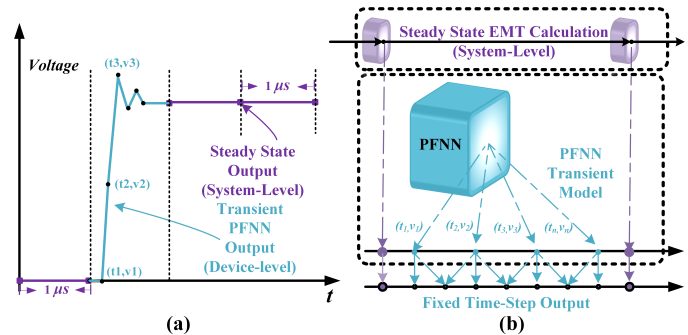 Voltage
(t3,v3)
1 μs
Steady State
Output
(System-Level)
Transient
PFNN
Output
(Device-level)
(t2,v2)
(t1,v1)
1 μs
t
(a)
Steady State EMT Calculation
(System-Level)
PFNN
PFNN
Transient
Model
(t1,v1)
(t2,v2)
(t3,v3)
(tn,vn)
Fixed Time-Step Output
(b)